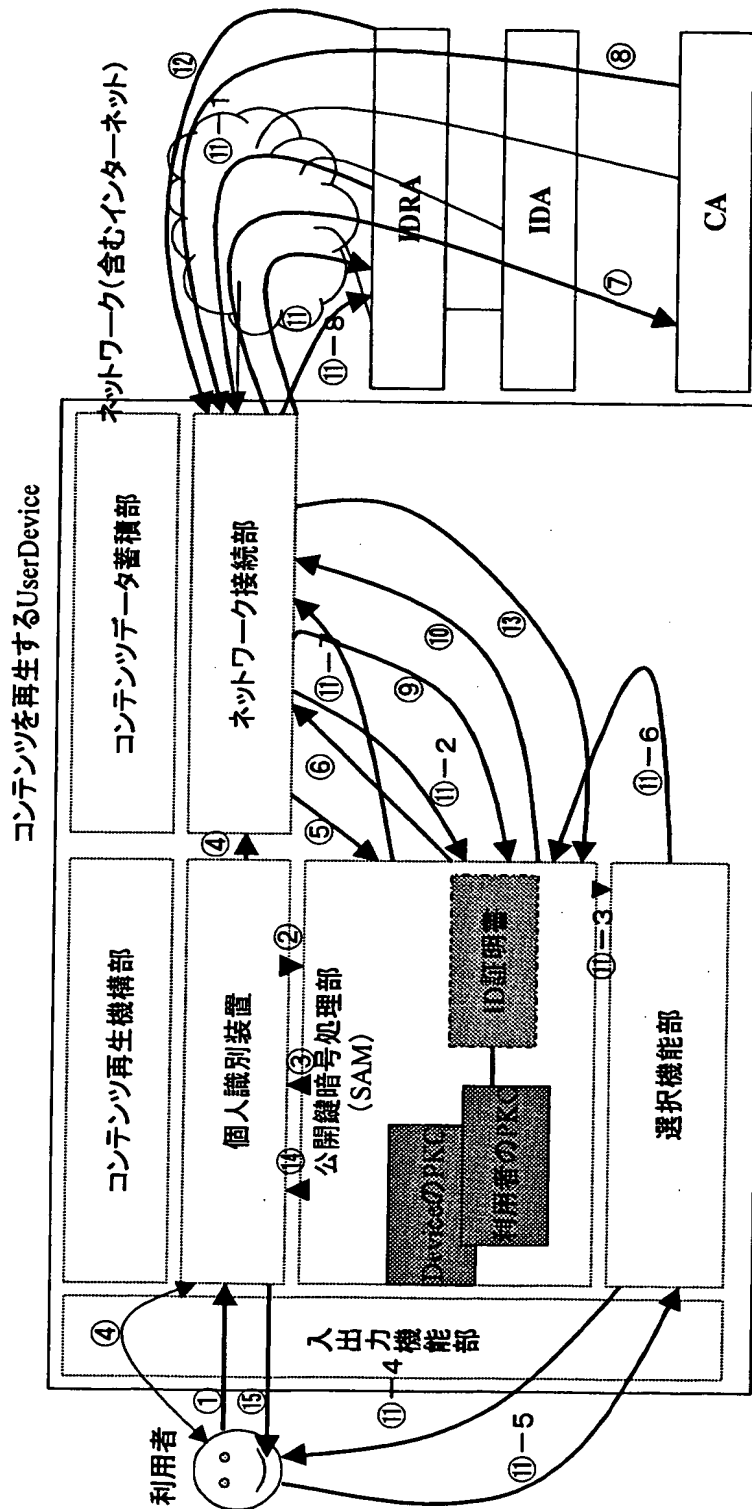 コンテンツを再生するUserDevice
利用者
①
⑮
④
入出力機能部
⑪－4
⑪－5
コンテンツ再生機構部
個人識別装置
②
③
⑭
公開鍵暗号処理部
(SAM)
DeviceのPKC
利用者のPKC
ID証明書
選択機能部
⑪－3
④
コンテンツデータ蓄積部
ネットワーク接続部
⑤
⑥
⑪－2
⑪－7
⑨
⑩
⑬
⑪－6
ネットワーク(含むインターネット)
⑫
⑪－1
⑪
⑪－8
⑧
⑦
IDRA
IDA
CA